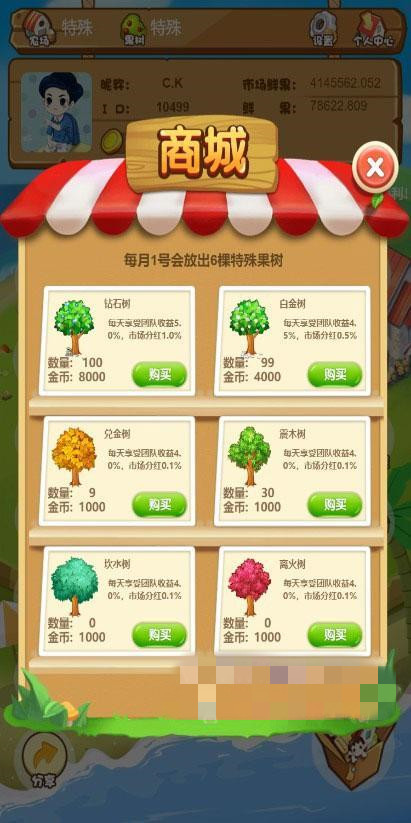 特殊 特殊
农场 果树 设置 个人中心
昵称: C.K 市场鲜果: 4145562.052
ID: 10499 鲜 果: 78622.809
商城
利!
每月1号会放出6棵特殊果树
钻石树
每天享受团队收益5.
0%，市场分红1.0%
数量: 100
金币: 8000
购买
白金树
每天享受团队收益4.
5%，市场分红0.5%
数量: 99
金币: 4000
购买
兑金树
每天享受团队收益4.
0%，市场分红0.1%
数量: 9
金币: 1000
购买
震木树
每天享受团队收益4.
0%，市场分红0.1%
数量: 30
金币: 1000
购买
坎水树
每天享受团队收益4.
0%，市场分红0.1%
数量: 0
金币: 1000
购买
离火树
每天享受团队收益4.
0%，市场分红0.1%
数量: 0
金币: 1000
购买
分享